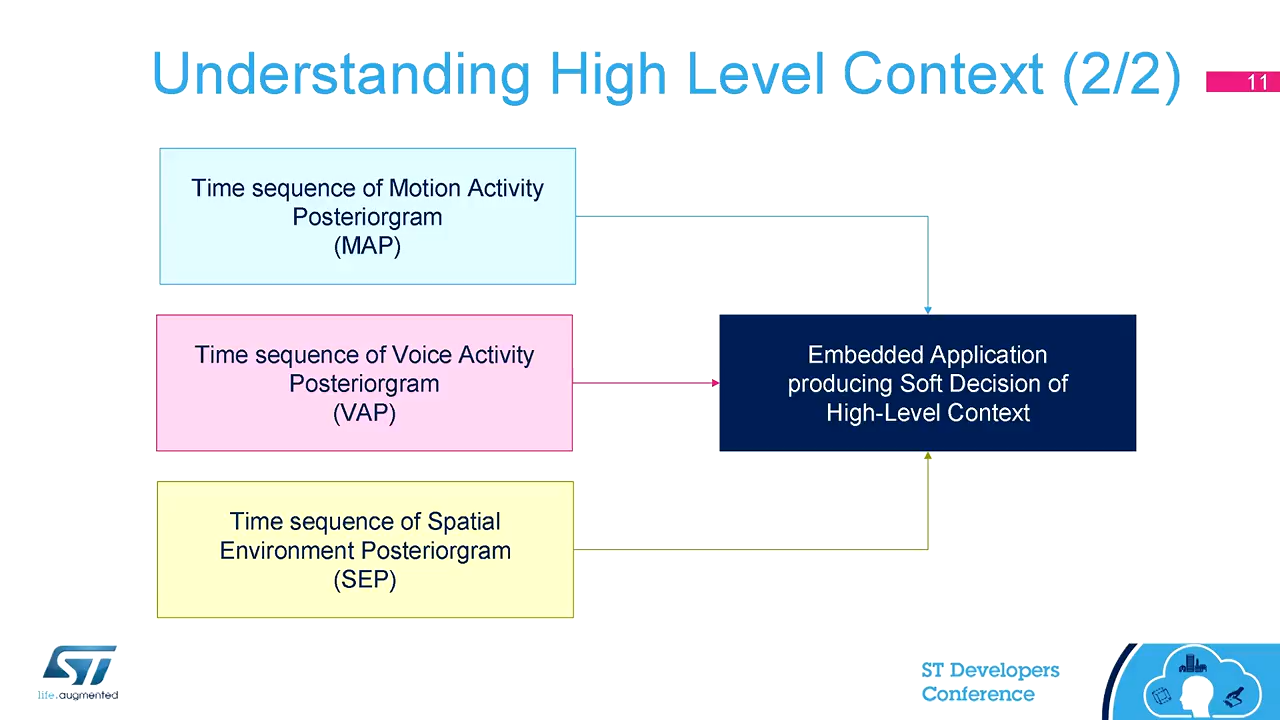 Understanding High Level Context (2/2)
11
Time sequence of Motion Activity
Posteriorgram
(MAP)
Time sequence of Voice Activity
Posteriorgram
(VAP)
Time sequence of Spatial
Environment Posteriorgram
(SEP)
Embedded Application
producing Soft Decision of
High-Level Context
ST
life.augmented
ST Developers
Conference